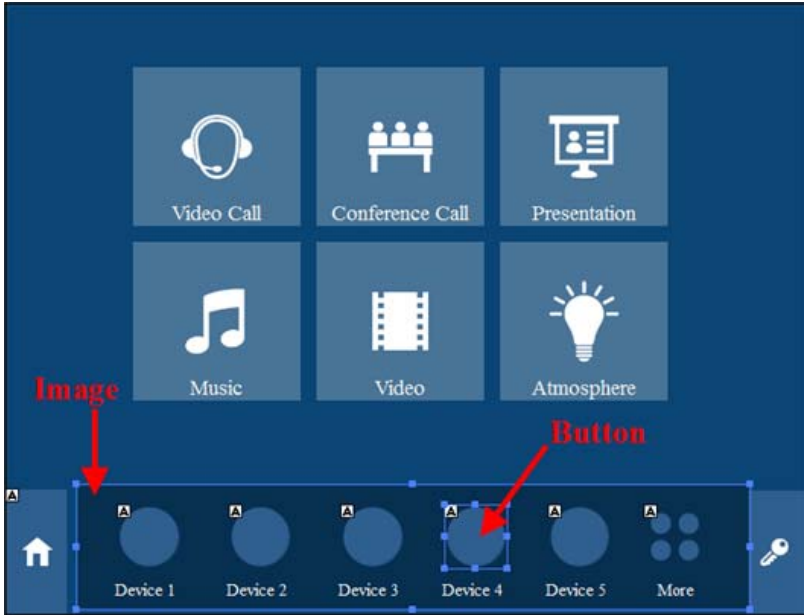 Video Call
Conference Call
Presentation
Music
Video
Atmosphere
Image
Button
A
A
A
A
A
A
A
Device 1
Device 2
Device 3
Device 4
Device 5
More